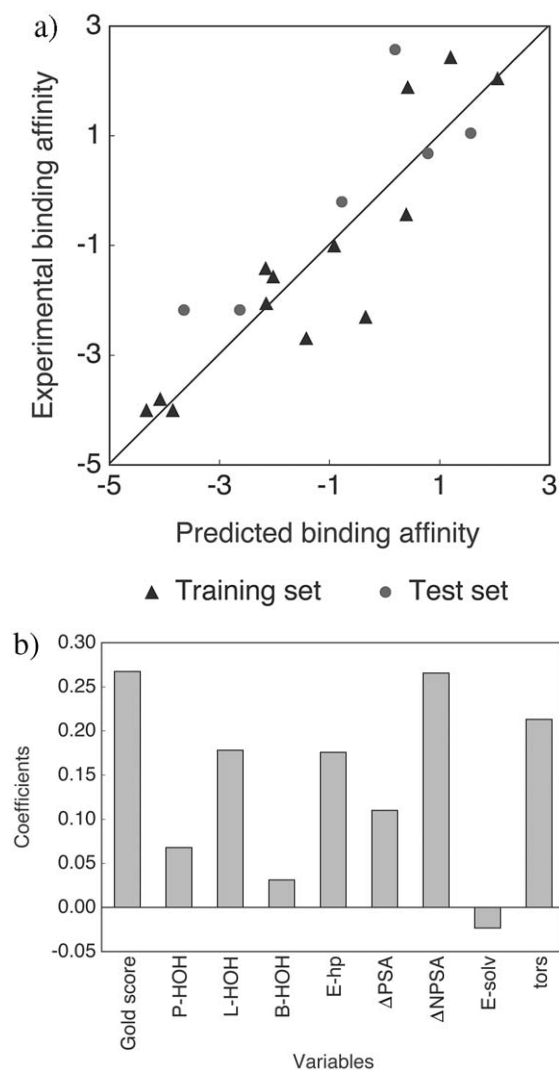 a)
3
1
-1
-3
-5
Experimental binding affinity
-5 -3 -1 1 3
Predicted binding affinity
▲ Training set ● Test set
b)
0.30
0.25
0.20
0.15
0.10
0.05
0.00
-0.05
Coefficients
Gold score
P-HOH
L-HOH
B-HOH
E-hp
ΔPSA
ΔNPSA
E-solv
tors
Variables